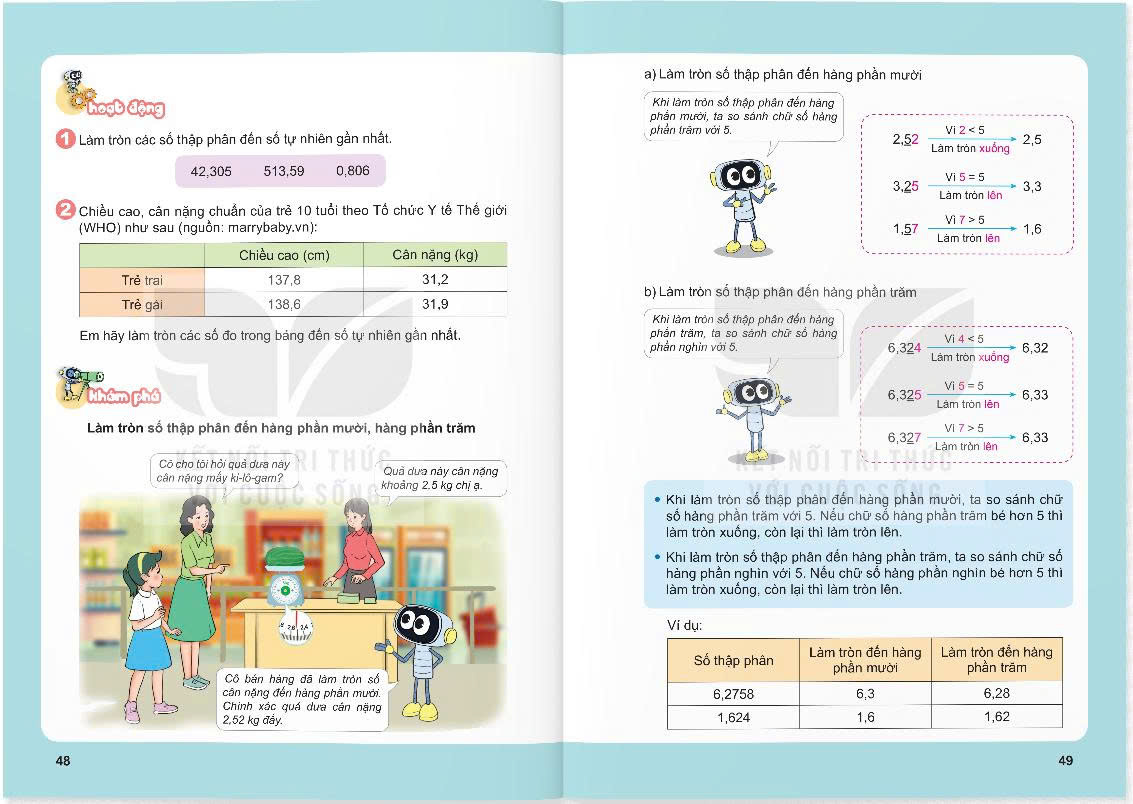 hoạt động
1 Làm tròn các số thập phân đến số tự nhiên gần nhất.
42,305 513,59 0,806
2 Chiều cao, cân nặng chuẩn của trẻ 10 tuổi theo Tổ chức Y tế Thế giới
(WHO) như sau (nguồn: marrybaby.vn):
Chiều cao (cm) Cân nặng (kg)
Trẻ trai 137,8 31,2
Trẻ gái 138,6 31,9
Em hãy làm tròn các số đo trong bảng đến số tự nhiên gần nhất.
khám phá
Làm tròn số thập phân đến hàng phần mười, hàng phần trăm
KẾT NỐI TRI THỨC
VỚI CUỘC SỐNG
Cô cho tôi hỏi quả dưa này
cân nặng mấy ki-lô-gam?
Quả dưa này cân nặng
khoảng 2,5 kg chị ạ.
Cô bán hàng đã làm tròn số
cân nặng đến hàng phần mười.
Chính xác quả dưa cân nặng
2,52 kg đấy.
48
a) Làm tròn số thập phân đến hàng phần mười
Khi làm tròn số thập phân đến hàng
phần mười, ta so sánh chữ số hàng
phần trăm với 5.
2,52 Vì 2 < 5 Làm tròn xuống 2,5
3,25 Vì 5 = 5 Làm tròn lên 3,3
1,57 Vì 7 > 5 Làm tròn lên 1,6
b) Làm tròn số thập phân đến hàng phần trăm
Khi làm tròn số thập phân đến hàng
phần trăm, ta so sánh chữ số hàng
phần nghìn với 5.
6,324 Vì 4 < 5 Làm tròn xuống 6,32
6,325 Vì 5 = 5 Làm tròn lên 6,33
6,327 Vì 7 > 5 Làm tròn lên 6,33
KẾT NỐI TRI THỨC
VỚI CUỘC SỐNG
• Khi làm tròn số thập phân đến hàng phần mười, ta so sánh chữ
số hàng phần trăm với 5. Nếu chữ số hàng phần trăm bé hơn 5 thì
làm tròn xuống, còn lại thì làm tròn lên.
• Khi làm tròn số thập phân đến hàng phần trăm, ta so sánh chữ số
hàng phần nghìn với 5. Nếu chữ số hàng phần nghìn bé hơn 5 thì
làm tròn xuống, còn lại thì làm tròn lên.
Ví dụ:
Số thập phân Làm tròn đến hàng phần mười Làm tròn đến hàng phần trăm
6,2758 6,3 6,28
1,624 1,6 1,62
49